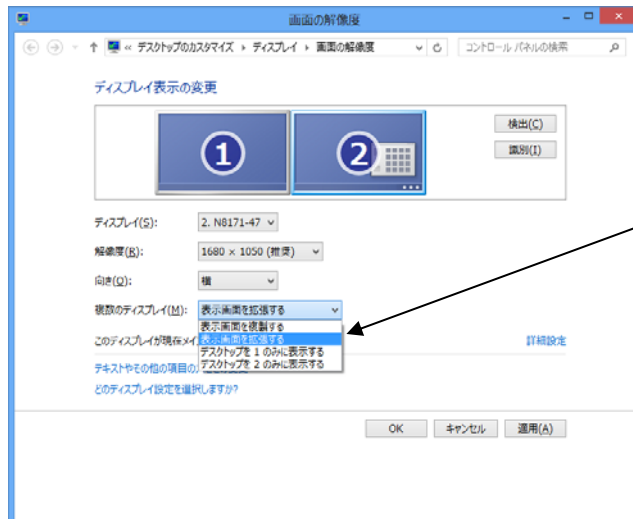 画面の解像度
« デスクトップのカスタマイズ ▸ ディスプレイ ▸ 画面の解像度
コントロール パネルの検索
ディスプレイ表示の変更
1
2
検出(C)
識別(I)
ディスプレイ(S): 2. N8171-47
解像度(R): 1680 × 1050 (推奨)
向き(O): 横
複数のディスプレイ(M): 表示画面を拡張する
表示画面を複製する
このディスプレイが現在メイ 表示画面を拡張する 詳細設定
デスクトップを 1 のみに表示する
テキストやその他の項目の デスクトップを 2 のみに表示する
どのディスプレイ設定を選択しますか?
OK キャンセル 適用(A)